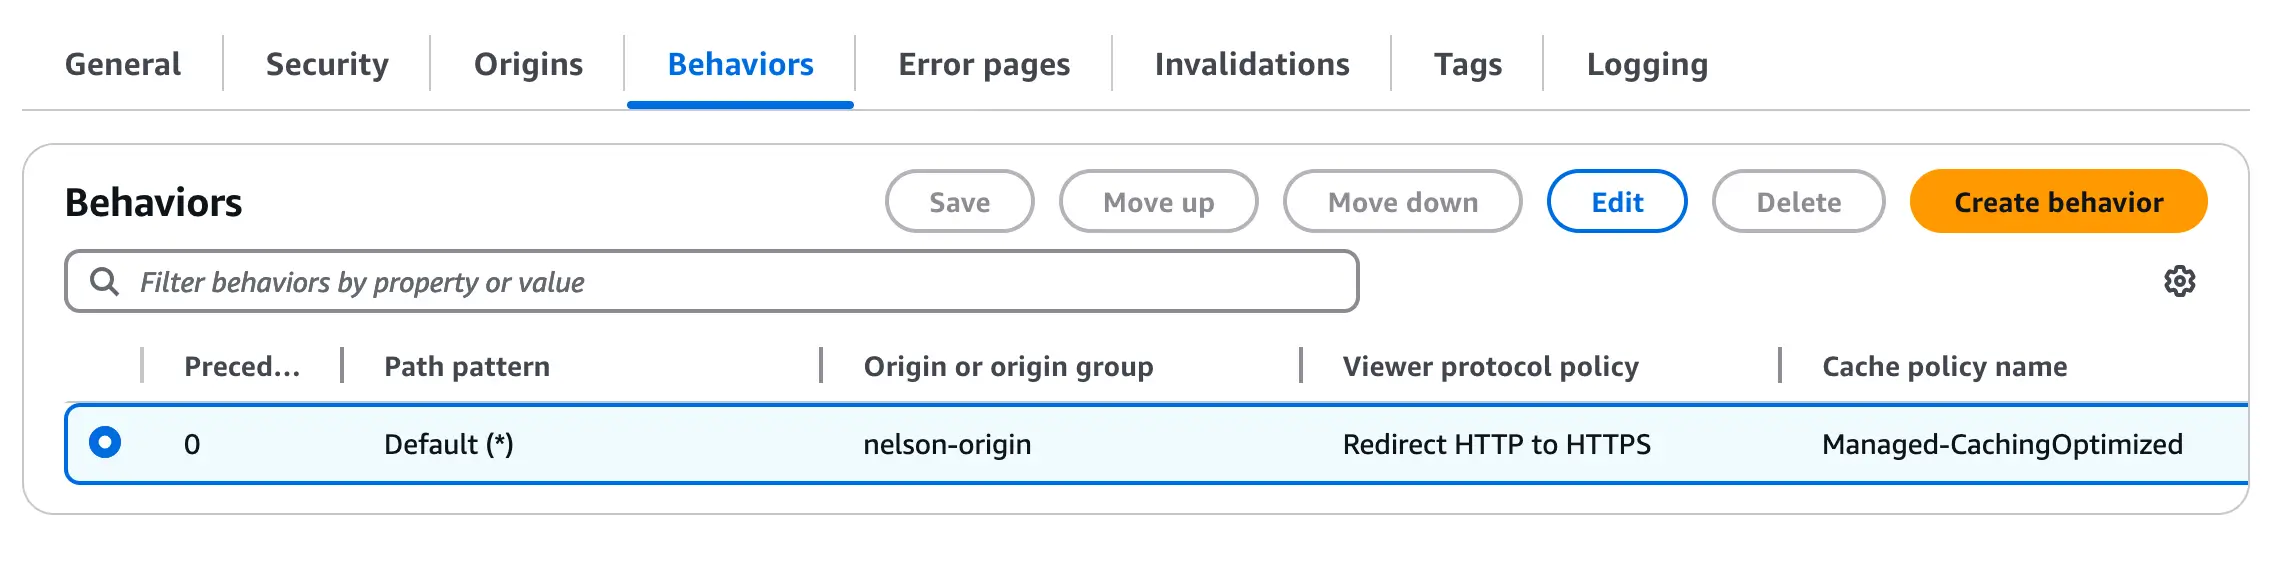 General Security Origins Behaviors Error pages Invalidations Tags Logging
Behaviors Save Move up Move down Edit Delete Create behavior
Filter behaviors by property or value
Preced... Path pattern Origin or origin group Viewer protocol policy Cache policy name
0 Default (*) nelson-origin Redirect HTTP to HTTPS Managed-CachingOptimized